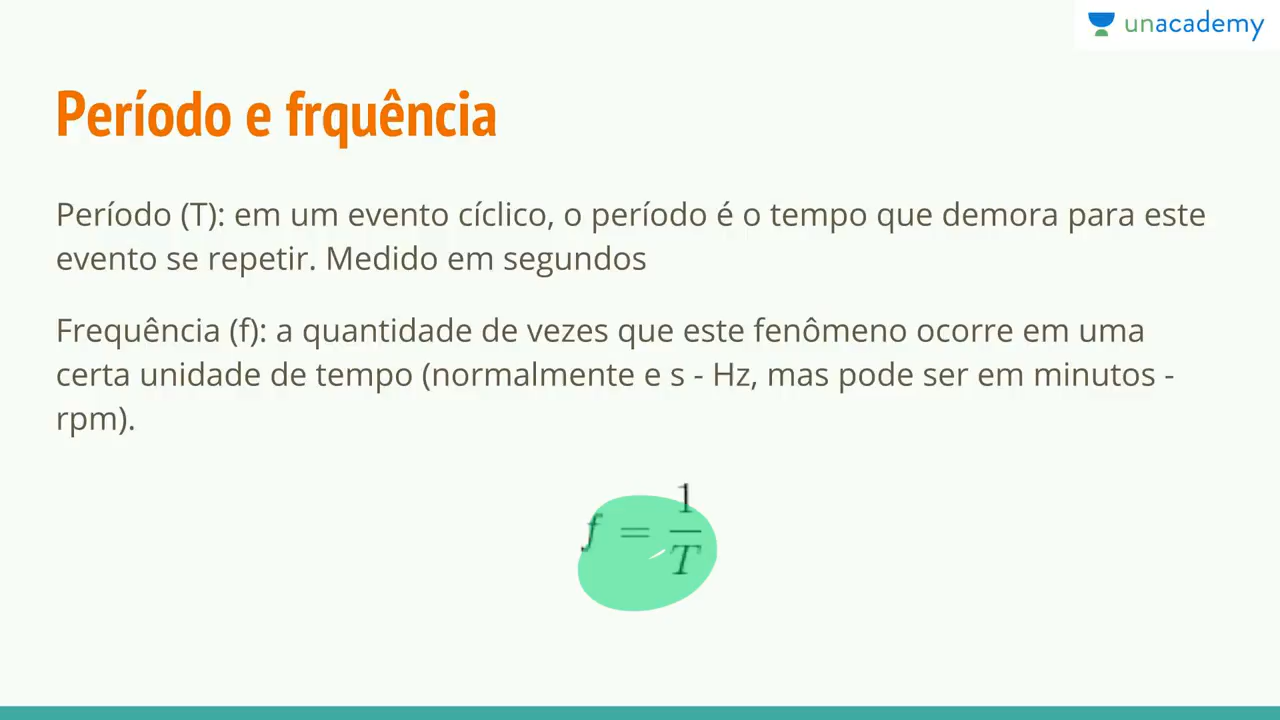 unacademy
Período e frquência
Período (T): em um evento cíclico, o período é o tempo que demora para este
evento se repetir. Medido em segundos
Frequência (f): a quantidade de vezes que este fenômeno ocorre em uma
certa unidade de tempo (normalmente e s - Hz, mas pode ser em minutos -
rpm).
f = 1/T